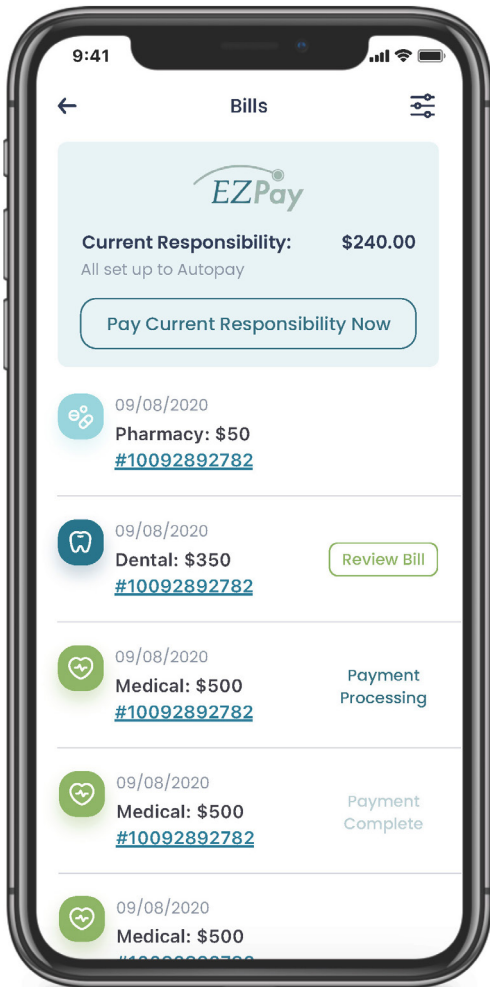 9:41
Bills
EZPay
Current Responsibility: $240.00
All set up to Autopay
Pay Current Responsibility Now
09/08/2020
Pharmacy: $50
#10092892782
09/08/2020
Dental: $350
#10092892782
Review Bill
09/08/2020
Medical: $500
#10092892782
Payment
Processing
09/08/2020
Medical: $500
#10092892782
Payment
Complete
09/08/2020
Medical: $500